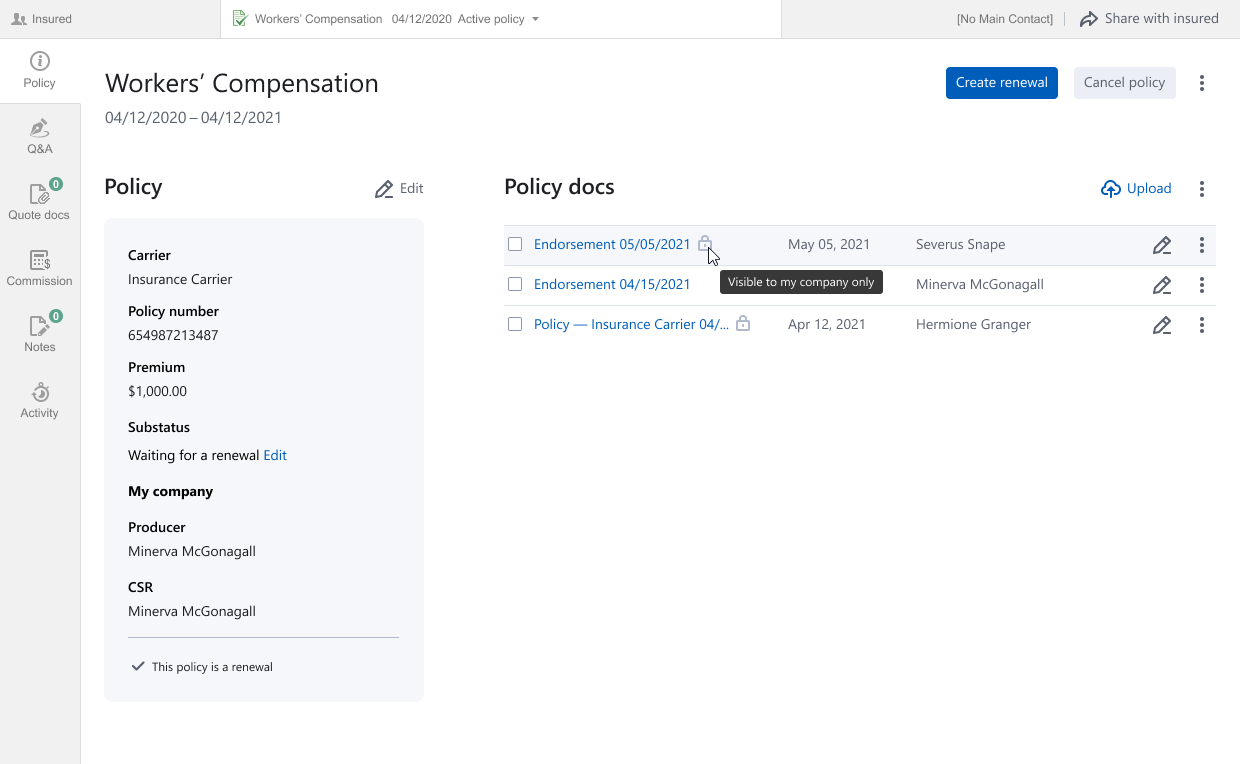 Insured
Workers' Compensation 04/12/2020 Active policy
[No Main Contact]
Share with insured
Policy
Q&A
0
Quote docs
Commission
0
Notes
Activity
Workers’ Compensation
04/12/2020 – 04/12/2021
Create renewal
Cancel policy
Policy
Edit
Carrier
Insurance Carrier
Policy number
654987213487
Premium
$1,000.00
Substatus
Waiting for a renewal Edit
My company
Producer
Minerva McGonagall
CSR
Minerva McGonagall
This policy is a renewal
Policy docs
Upload
Endorsement 05/05/2021 May 05, 2021 Severus Snape
Visible to my company only
Endorsement 04/15/2021 Minerva McGonagall
Policy — Insurance Carrier 04/... Apr 12, 2021 Hermione Granger